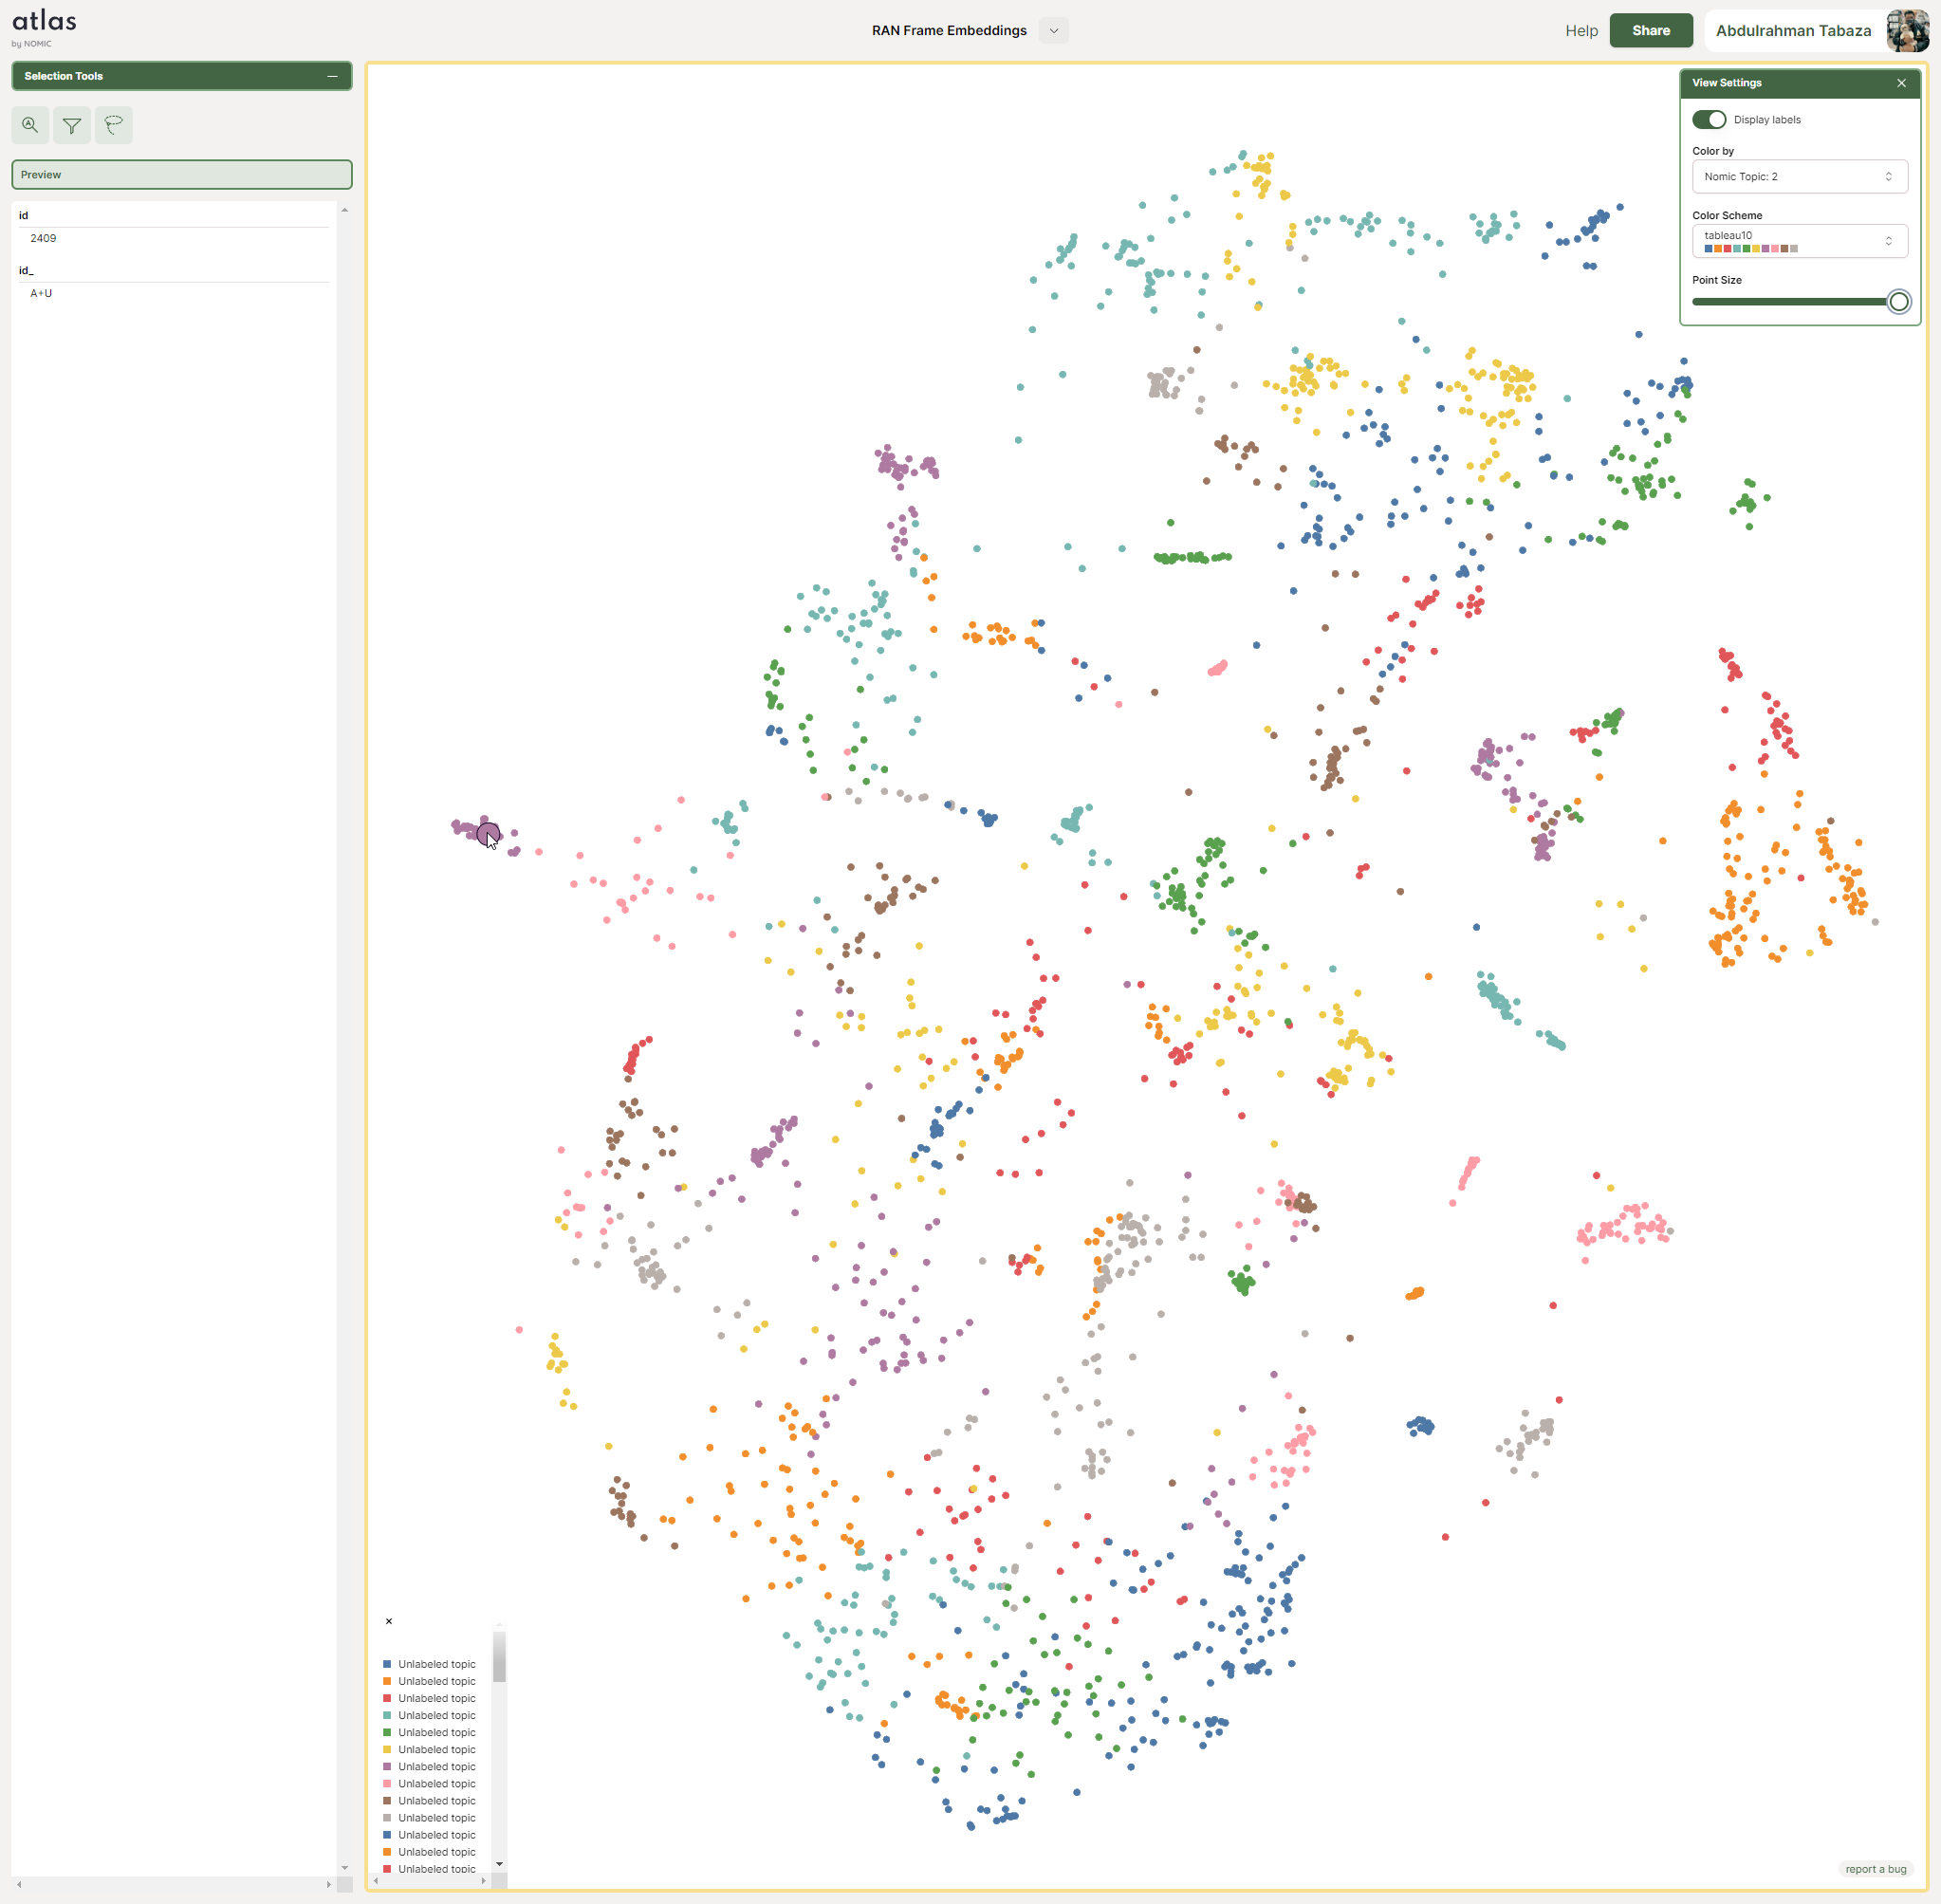 atlas
by NOMIC
RAN Frame Embeddings
Help
Share
Abdulrahman Tabaza
Selection Tools
Preview
id
2409
id_
A+U
View Settings
Display labels
Color by
Nomic Topic: 2
Color Scheme
tableau10
Point Size
Unlabeled topic
Unlabeled topic
Unlabeled topic
Unlabeled topic
Unlabeled topic
Unlabeled topic
Unlabeled topic
Unlabeled topic
Unlabeled topic
Unlabeled topic
Unlabeled topic
Unlabeled topic
Unlabeled topic
report a bug